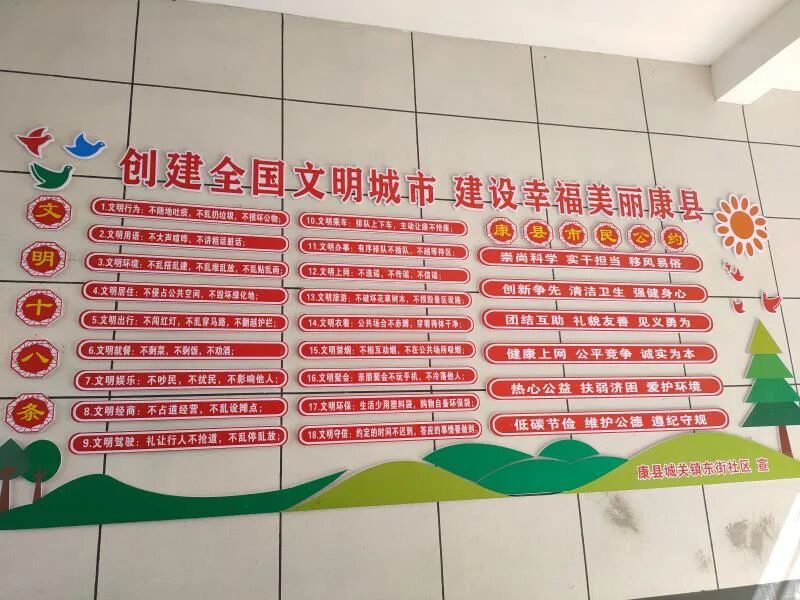 创建全国文明城市 建设幸福美丽康县
文明十八条
1.文明行为：不随地吐痰，不乱扔垃圾，不损坏公物；
2.文明用语：不大声喧哗，不讲粗话脏话；
3.文明环境：不乱搭乱建，不乱堆乱放，不乱贴乱画；
4.文明居住：不侵占公共空间，不毁坏绿化地；
5.文明出行：不闯红灯，不乱穿马路，不翻越护栏；
6.文明就餐：不剩菜，不剩饭，不劝酒；
7.文明娱乐：不吵民，不扰民，不影响他人；
8.文明经商：不占道经营，不乱设摊点；
9.文明驾驶：礼让行人不抢道，不乱停乱放；
10.文明乘车：排队上下车，主动让座不抢座；
11.文明办事：有序排队不插队，不越等待区；
12.文明上网：不造谣，不传谣，不信谣；
13.文明旅游：不破坏花草树木，不损毁景区设施；
14.文明衣着：公共场合不赤膊，穿着得体干净；
15.文明禁烟：不相互劝烟，不在公共场所吸烟；
16.文明聚会：亲朋聚会不玩手机，不冷落他人；
17.文明环保：生活少用塑料袋，购物自备环保袋；
18.文明守信：约定的时间不迟到，答应的事情要做到。
康县市民公约
崇尚科学 实干担当 移风易俗
创新争先 清洁卫生 强健身心
团结互助 礼貌友善 见义勇为
健康上网 公平竞争 诚实为本
热心公益 扶弱济困 爱护环境
低碳节俭 维护公德 遵纪守规
康县城关镇东街社区 宣